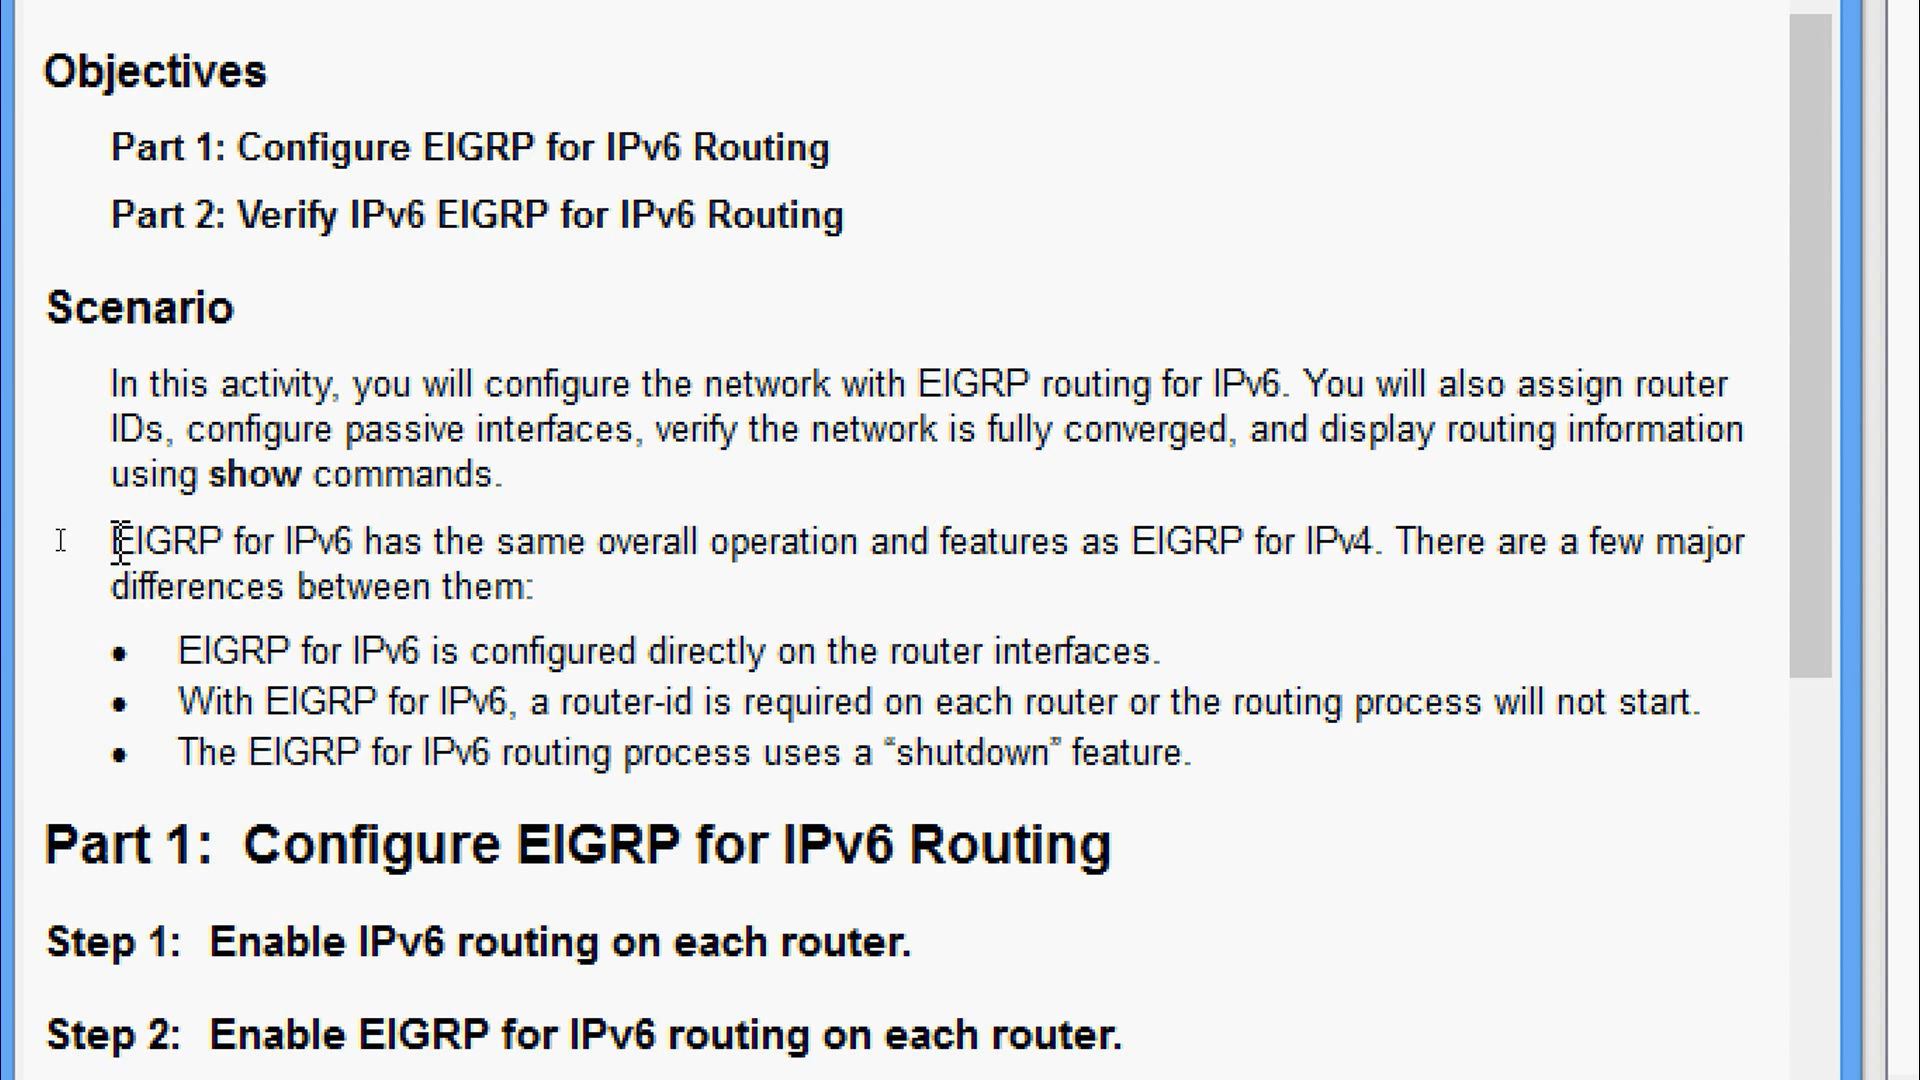 Objectives
Part 1: Configure EIGRP for IPv6 Routing
Part 2: Verify IPv6 EIGRP for IPv6 Routing
Scenario
In this activity, you will configure the network with EIGRP routing for IPv6. You will also assign router
IDs, configure passive interfaces, verify the network is fully converged, and display routing information
using show commands.
EIGRP for IPv6 has the same overall operation and features as EIGRP for IPv4. There are a few major
differences between them:
• EIGRP for IPv6 is configured directly on the router interfaces.
• With EIGRP for IPv6, a router-id is required on each router or the routing process will not start.
• The EIGRP for IPv6 routing process uses a “shutdown” feature.
Part 1: Configure EIGRP for IPv6 Routing
Step 1: Enable IPv6 routing on each router.
Step 2: Enable EIGRP for IPv6 routing on each router.